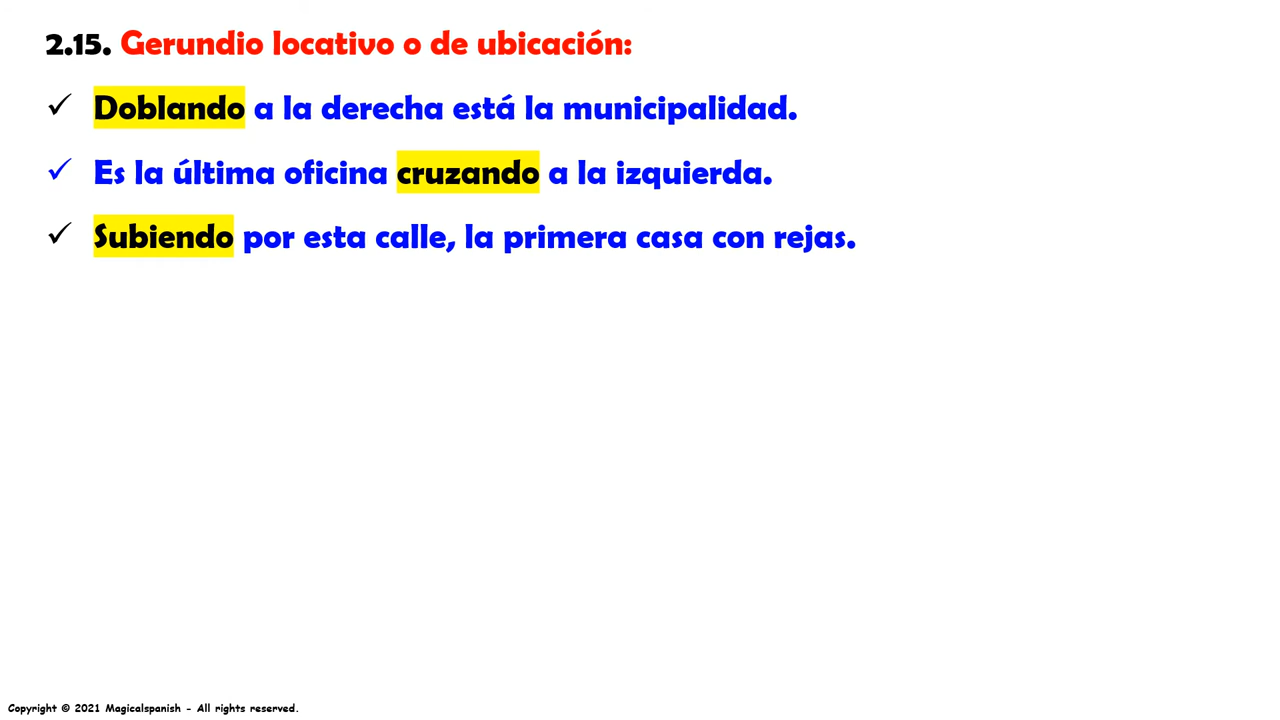 2.15. Gerundio locativo o de ubicación:
✓ Doblando a la derecha está la municipalidad.
✓ Es la última oficina cruzando a la izquierda.
✓ Subiendo por esta calle, la primera casa con rejas.
Copyright © 2021 Magicalspanish - All rights reserved.